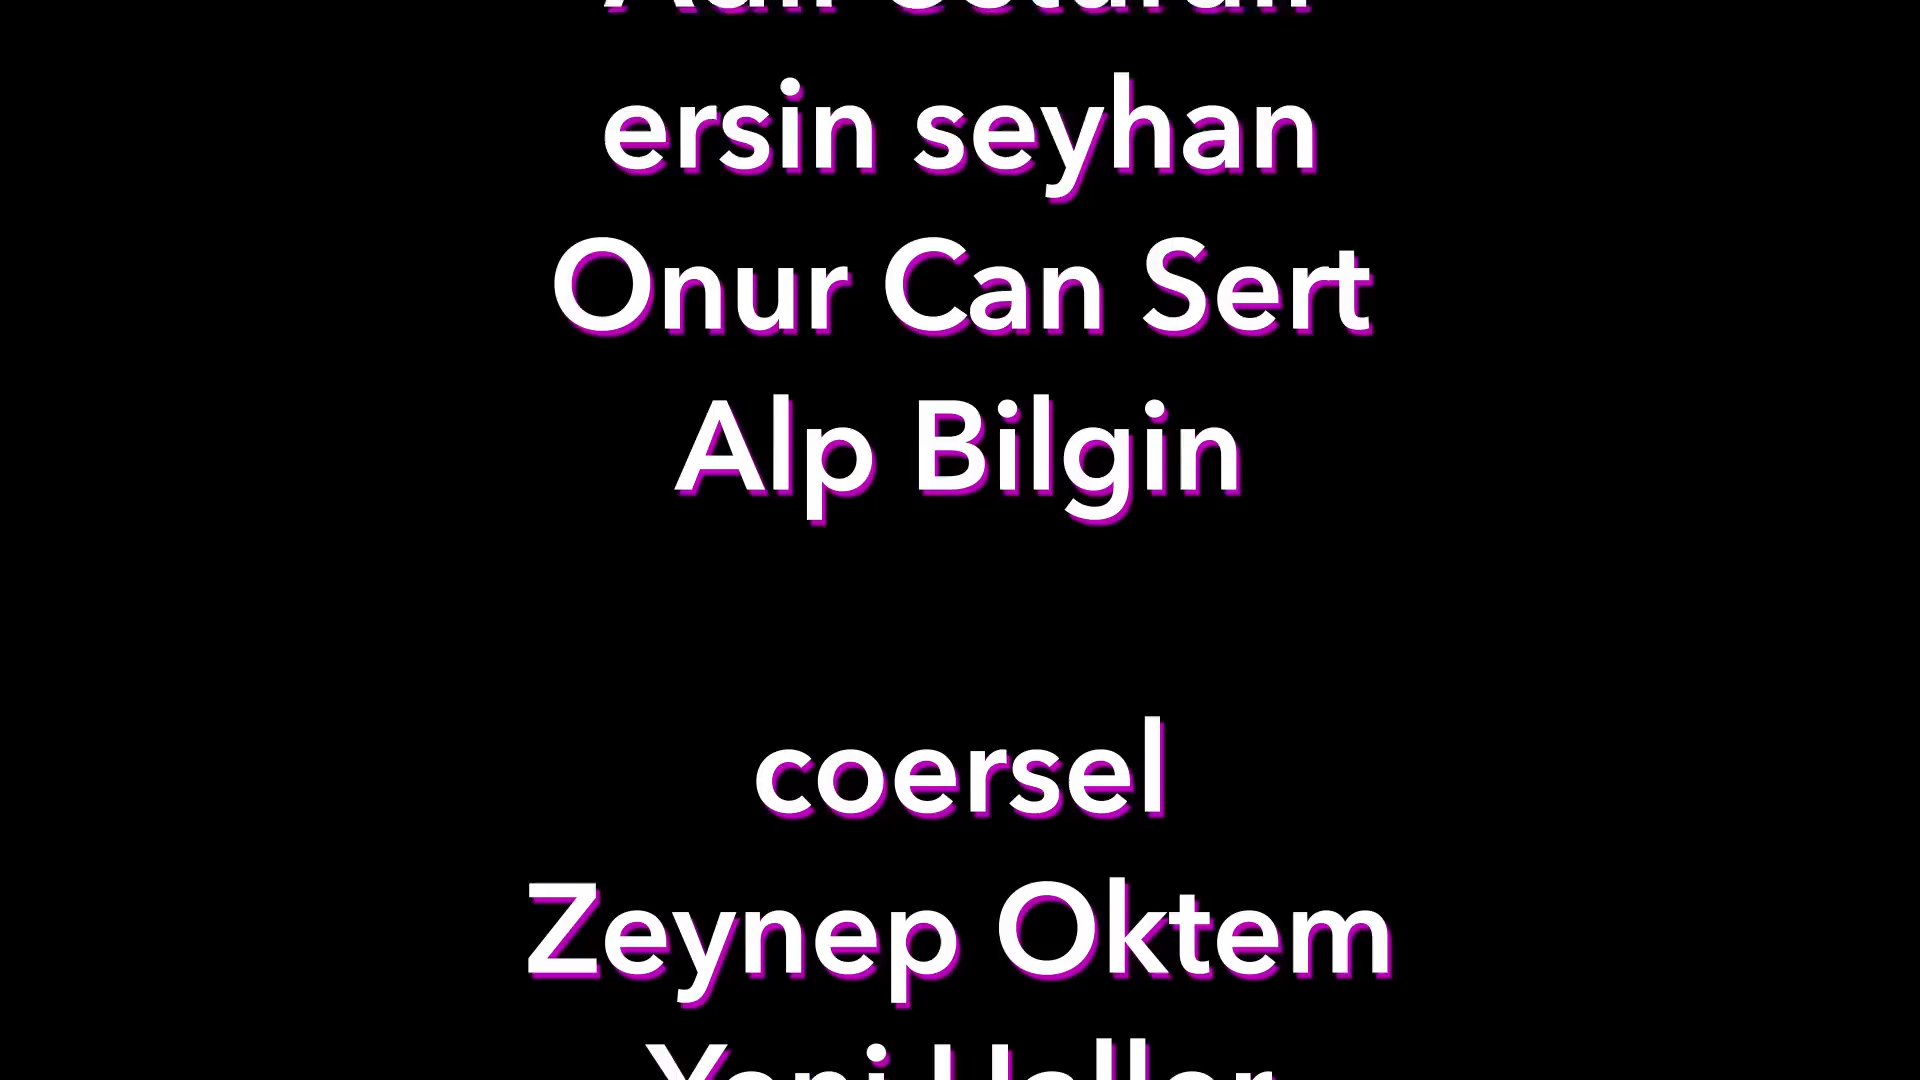 ersin seyhan
Onur Can Sert
Alp Bilgin
coersel
Zeynep Oktem